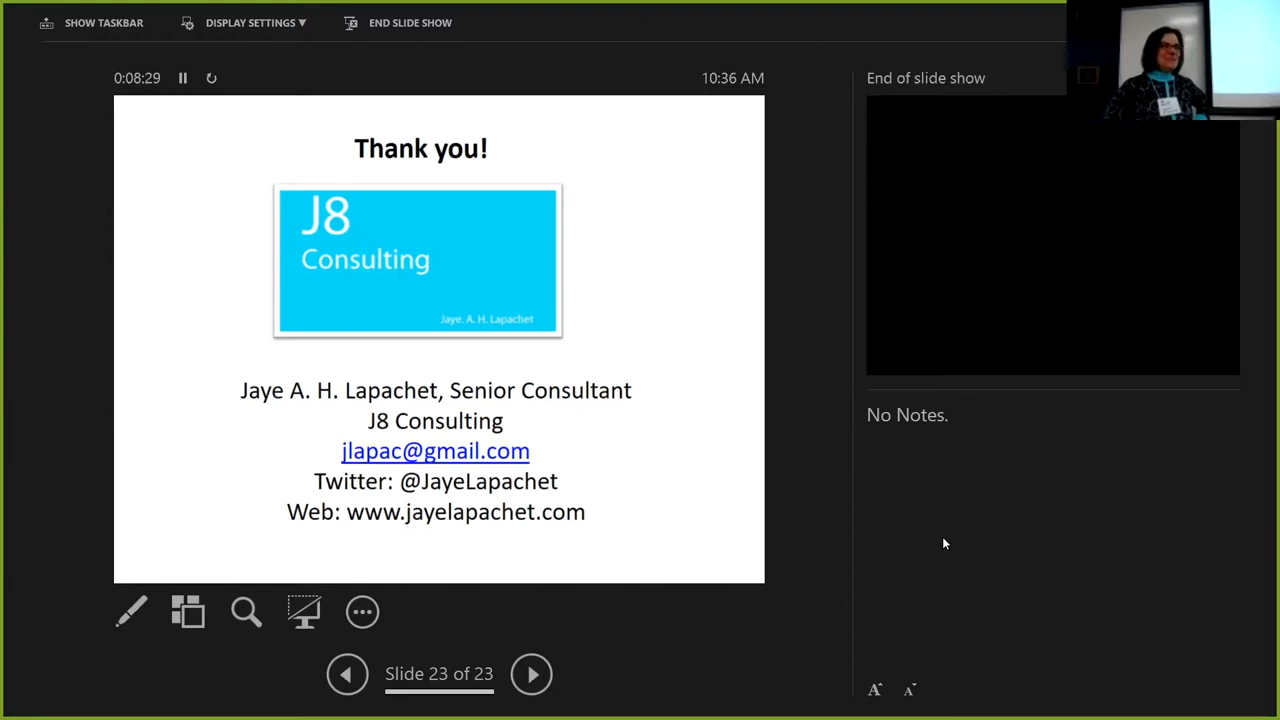 SHOW TASKBAR
DISPLAY SETTINGS ▼
END SLIDE SHOW
0:08:29
10:36 AM
End of slide show
Thank you!
J8
Consulting
Jaye. A. H. Lapachet
Jaye A. H. Lapachet, Senior Consultant
J8 Consulting
jlapac@gmail.com
Twitter: @JayeLapachet
Web: www.jayelapachet.com
No Notes.
Slide 23 of 23
A A